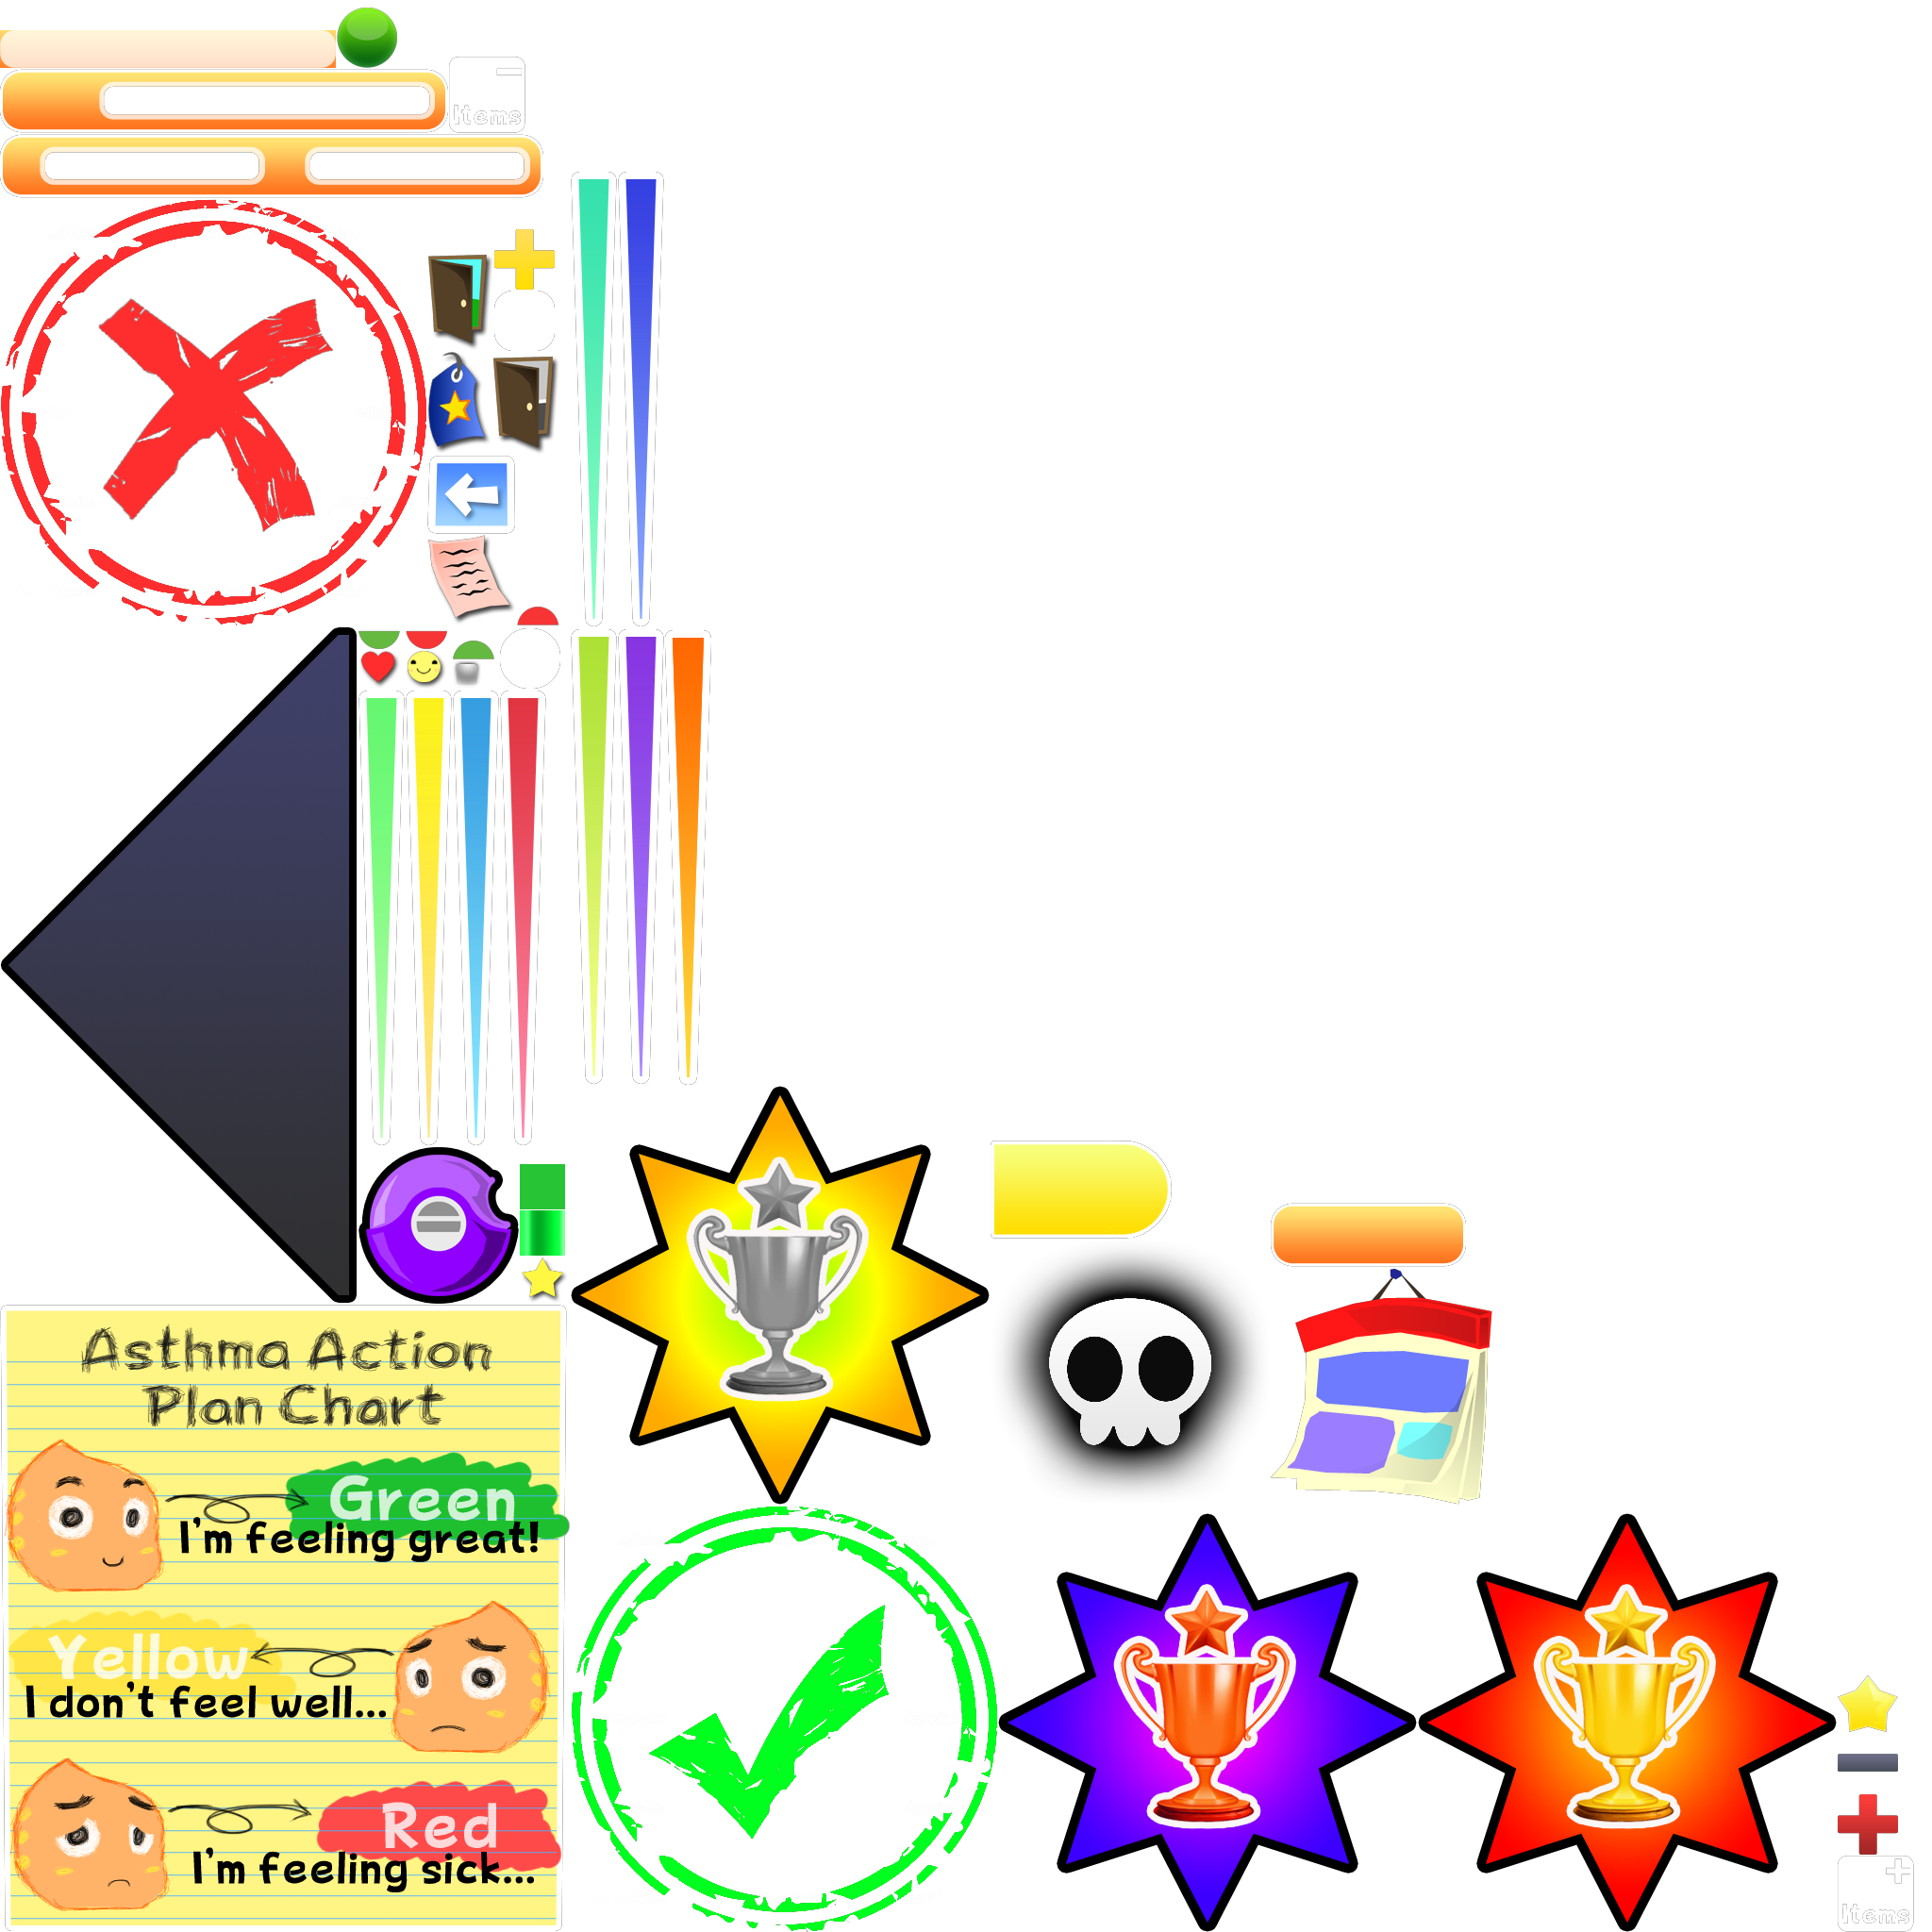 Items
Asthma Action
Plan Chart
Green
I'm feeling great!
Yellow
I don't feel well...
Red
I'm feeling sick...
Items